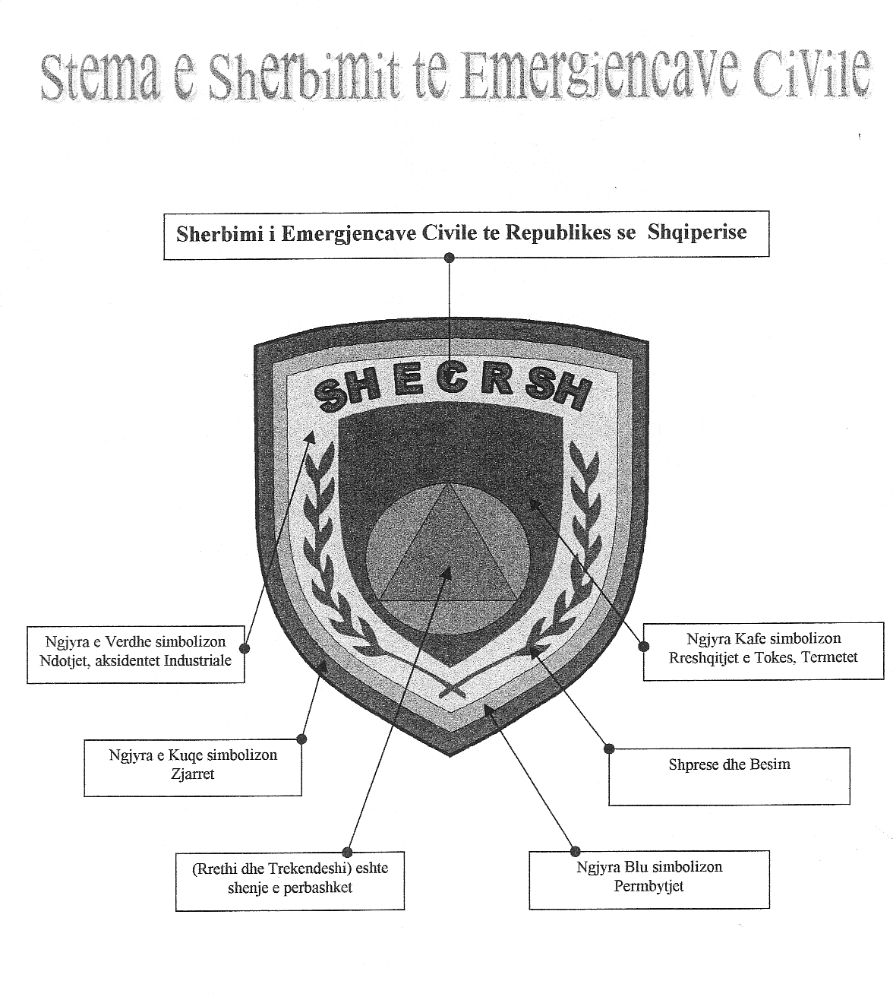 Stema e Sherbimit te Emergjencave Civile
Sherbimi i Emergjencave Civile te Republikes se Shqiperise
SHECRSH
Ngjyra e Verdhe simbolizon
Ndotjet, aksidentet Industriale
Ngjyra Kafe simbolizon
Rreshqitjet e Tokes, Termetet
Ngjyra e Kuqe simbolizon
Zjarret
Shprese dhe Besim
(Rrethi dhe Trekendeshi) eshte
shenje e perbashket
Ngjyra Blu simbolizon
Permbytjet